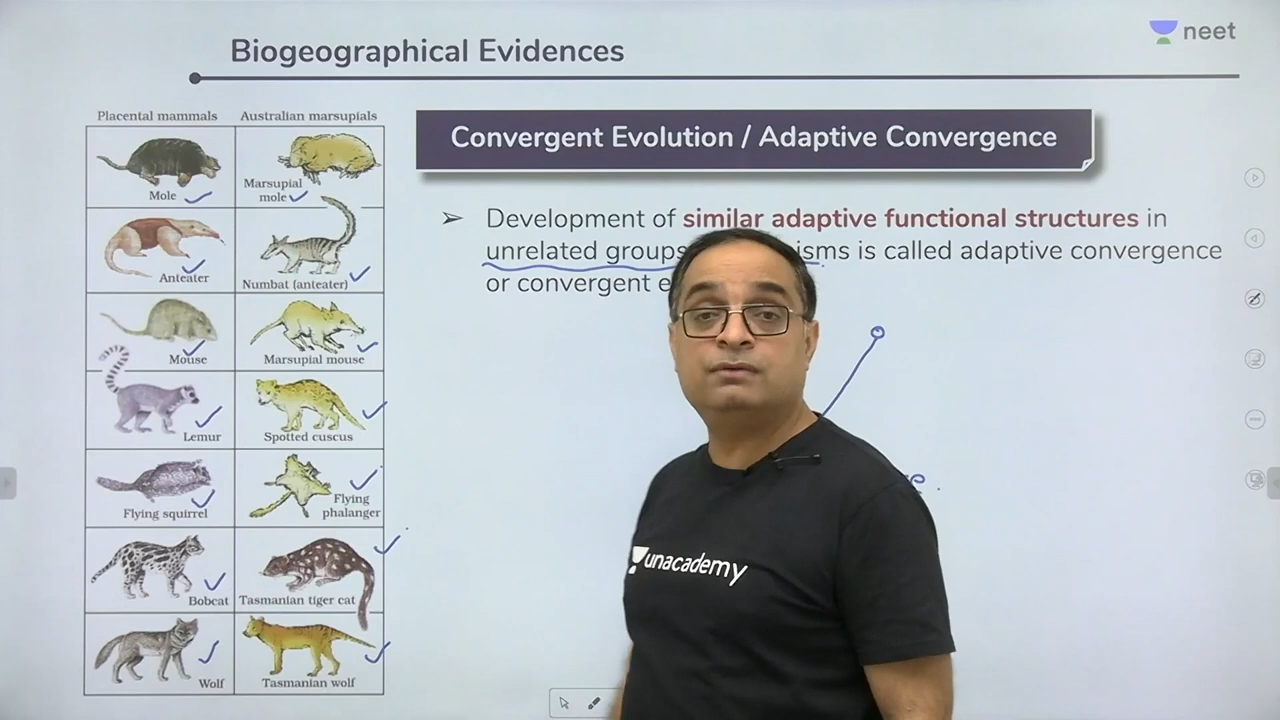 Biogeographical Evidences
neet
Placental mammals
Australian marsupials
Convergent Evolution / Adaptive Convergence
Mole
Marsupial
mole
➢ Development of similar adaptive functional structures in
unrelated groups isms is called adaptive convergence
or convergent e
Anteater
Numbat (anteater)
Mouse
Marsupial mouse
Lemur
Spotted cuscus
Flying squirrel
Flying
phalanger
Bobcat
Tasmanian tiger cat
Wolf
Tasmanian wolf
unacademy